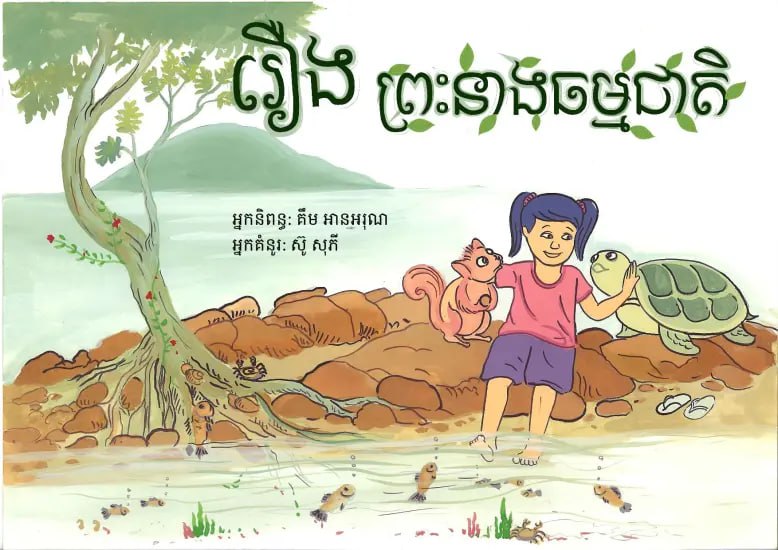 រឿង ព្រះនាងធម្មជាតិ
អ្នកនិពន្ធ: គឹម អានអរុណ
អ្នកគំនូរ: ស៊ូ សុភី